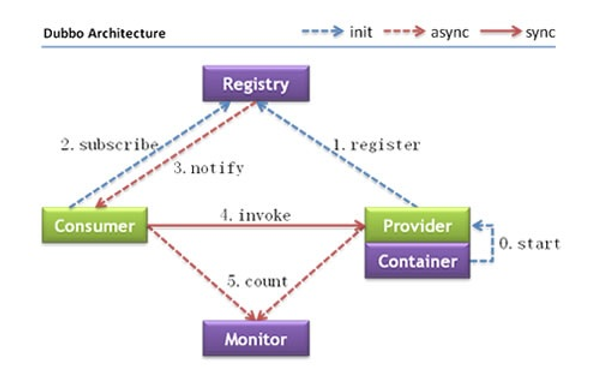 Dubbo Architecture
init
async
sync
Registry
2. subscribe
1. register
3. notify
Consumer
4. invoke
Provider
0. start
Container
5. count
Monitor